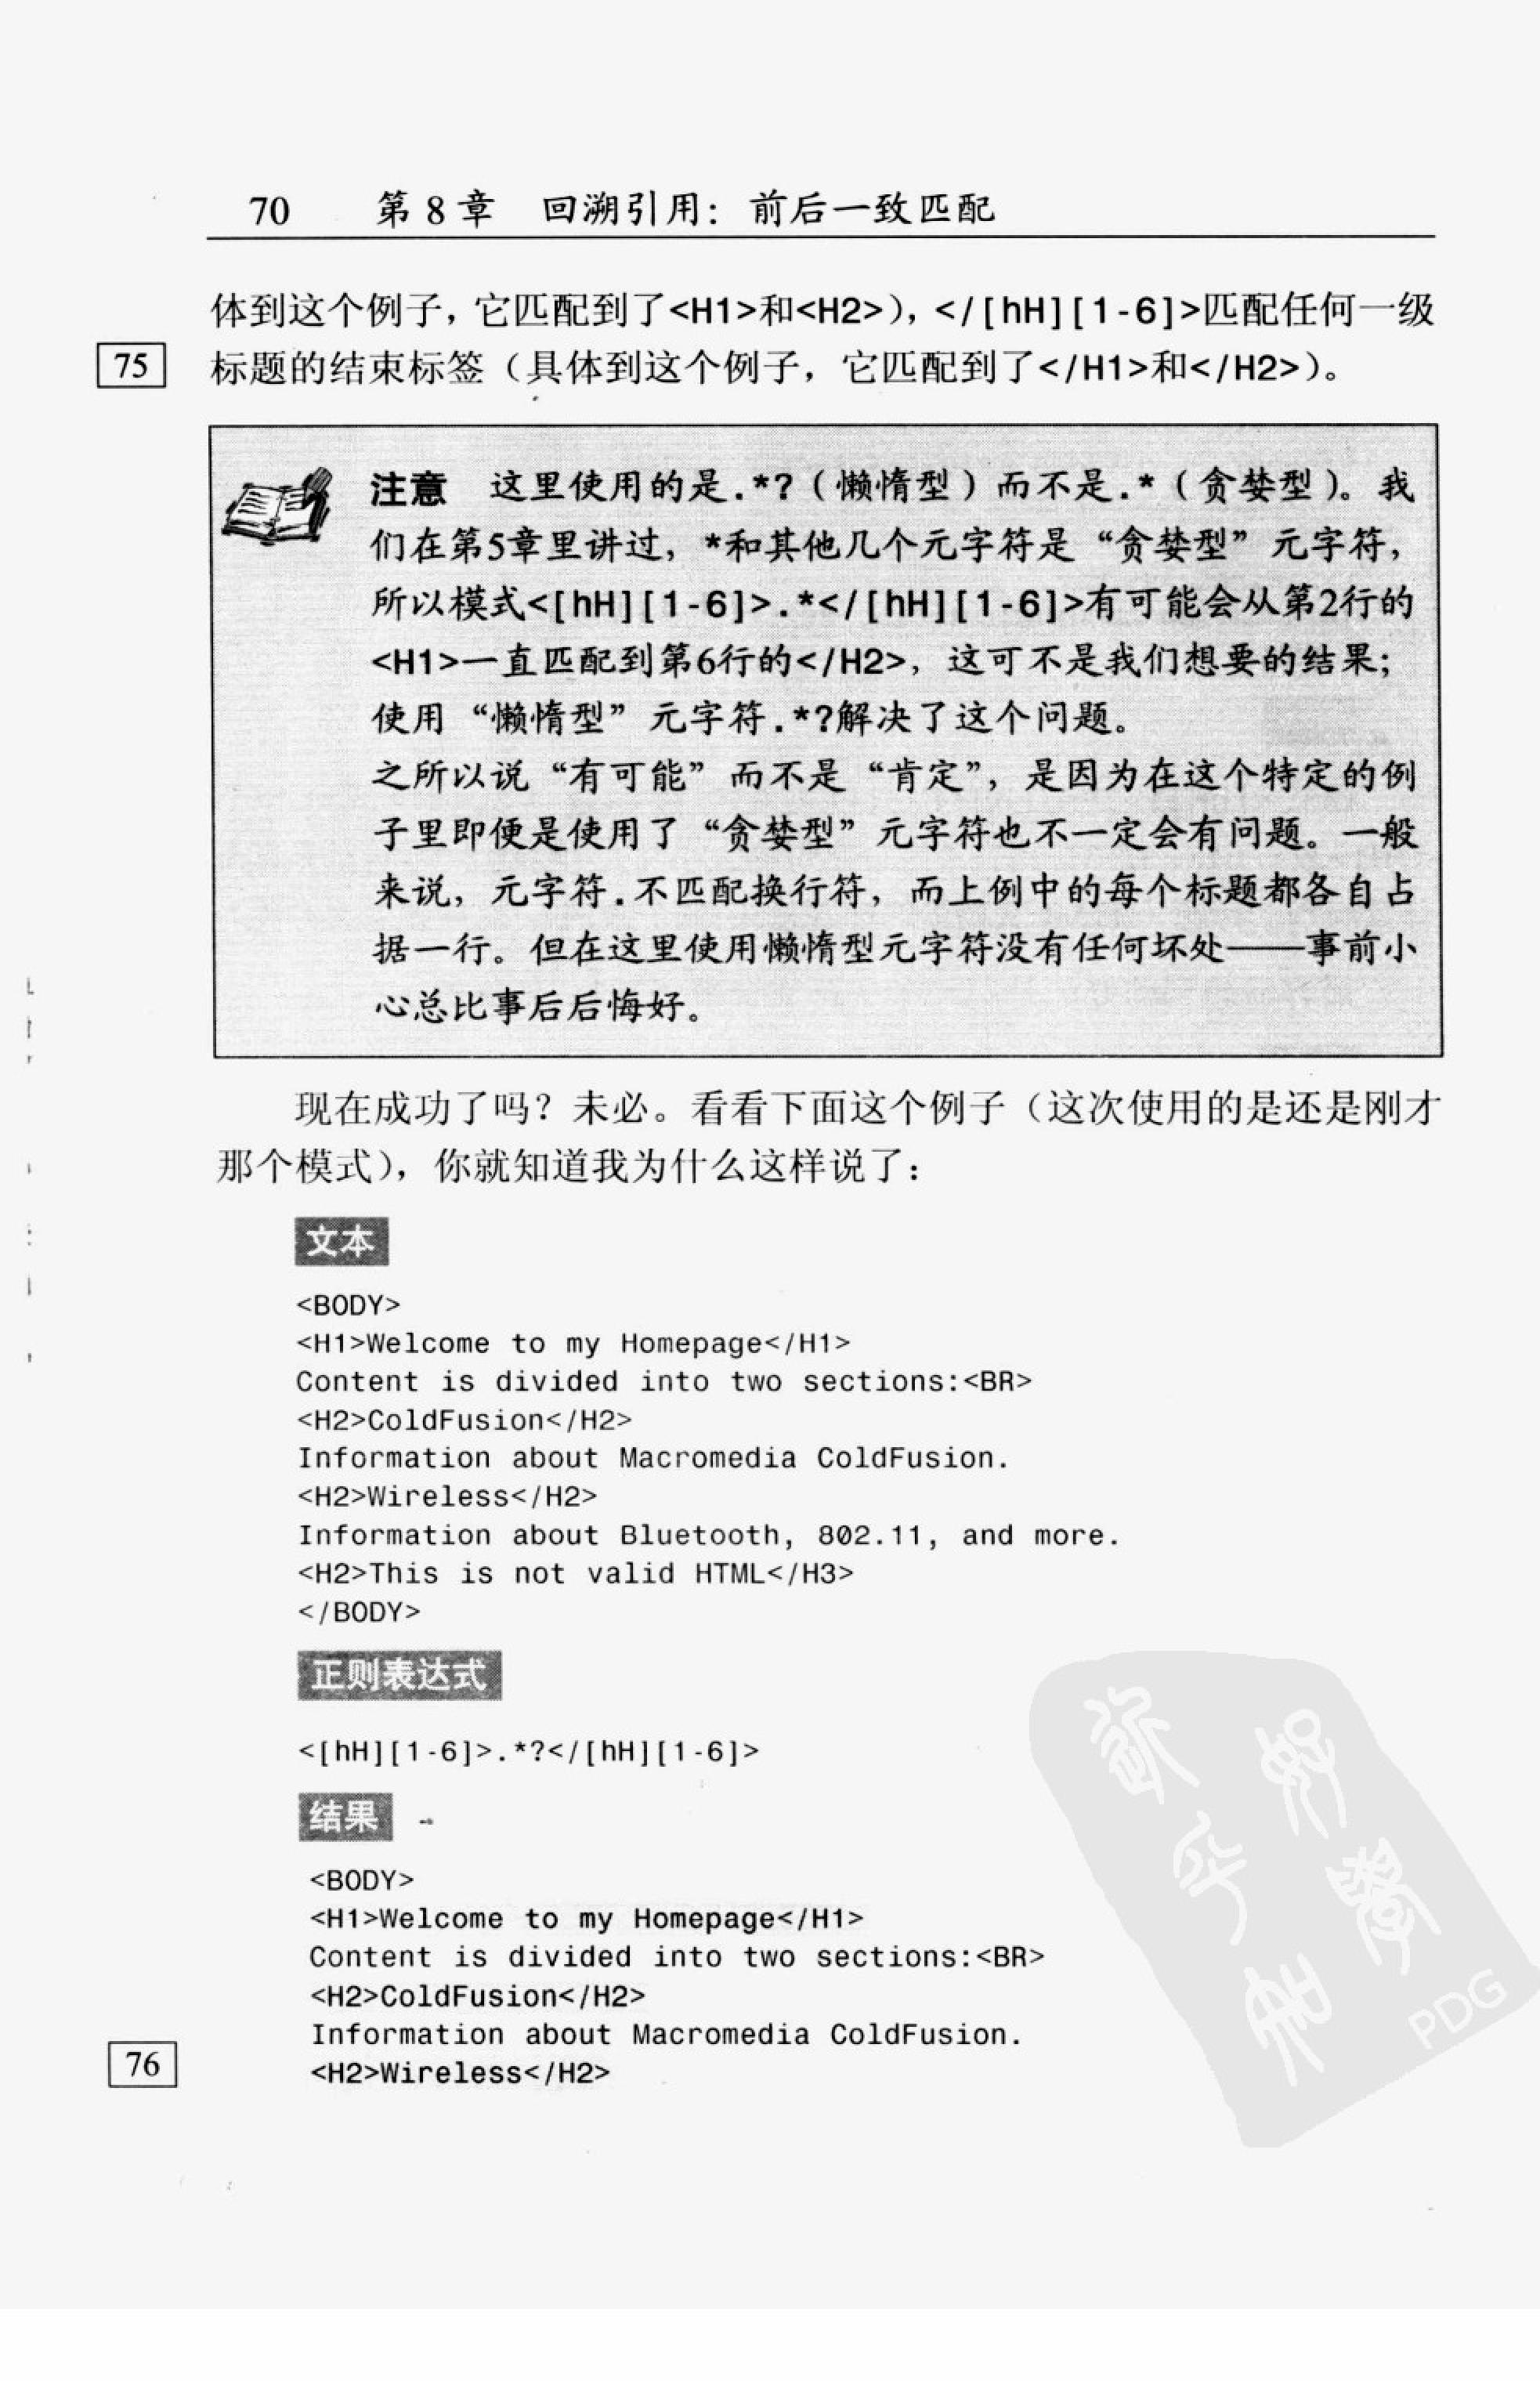 70 第8章 回溯引用：前后一致匹配
体到这个例子，它匹配到了<H1>和<H2>），</[hH][1-6]>匹配任何一级
75
标题的结束标签（具体到这个例子，它匹配到了</H1>和</H2>）。
注意 这里使用的是.*?（懒惰型）而不是.*（贪婪型）。我
们在第5章里讲过，*和其他几个元字符是“贪婪型”元字符，
所以模式<[hH][1-6]>.*</[hH][1-6]>有可能会从第2行的
<H1>一直匹配到第6行的</H2>，这可不是我们想要的结果；
使用“懒惰型”元字符.*?解决了这个问题。
之所以说“有可能”而不是“肯定”，是因为在这个特定的例
子里即便是使用了“贪婪型”元字符也不一定会有问题。一般
来说，元字符.不匹配换行符，而上例中的每个标题都各自占
据一行。但在这里使用懒惰型元字符没有任何坏处——事前小
心总比事后后悔好。
现在成功了吗？未必。看看下面这个例子（这次使用的是还是刚才
那个模式），你就知道我为什么这样说了：
文本
<BODY>
<H1>Welcome to my Homepage</H1>
Content is divided into two sections:<BR>
<H2>ColdFusion</H2>
Information about Macromedia ColdFusion.
<H2>Wireless</H2>
Information about Bluetooth, 802.11, and more.
<H2>This is not valid HTML</H3>
</BODY>
正则表达式
<[hH][1-6]>.*?</[hH][1-6]>
结果
<BODY>
<H1>Welcome to my Homepage</H1>
Content is divided into two sections:<BR>
<H2>ColdFusion</H2>
Information about Macromedia ColdFusion.
76
<H2>Wireless</H2>
PDG